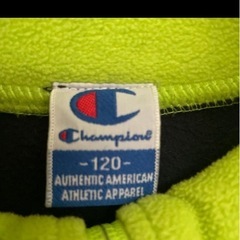 Champion
-120-
AUTHENTIC AMERICAN
ATHLETIC APPAREL